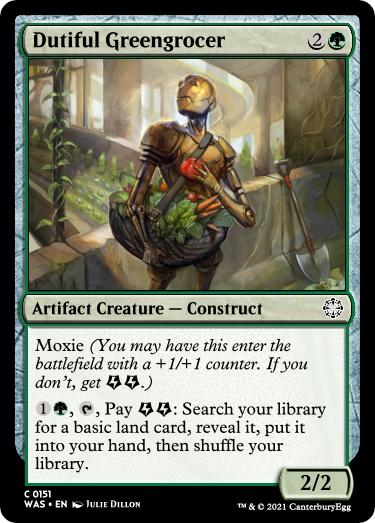 Dutiful Greengrocer 2
Artifact Creature — Construct
Moxie (You may have this enter the
battlefield with a +1/+1 counter. If you
don't, get .)
1 , , Pay : Search your library
for a basic land card, reveal it, put it
into your hand, then shuffle your
library.
2/2
C 0151
WAS • EN JULIE DILLON
™ & © 2021 CanterburyEgg